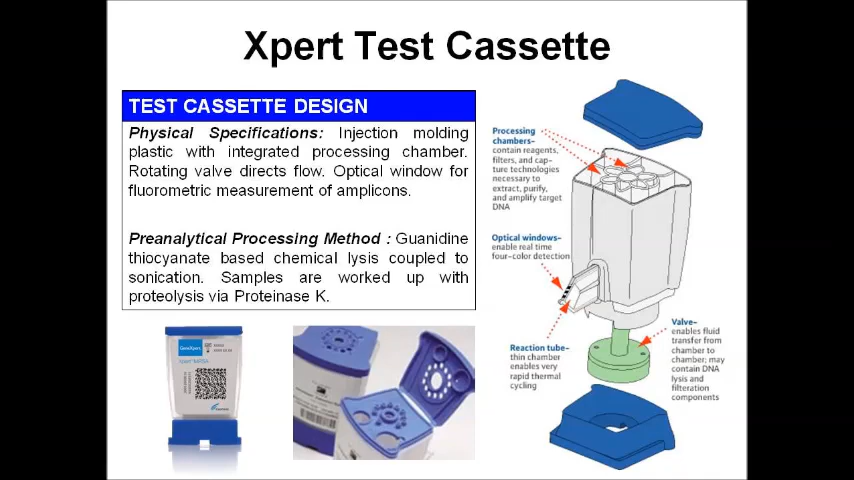 Xpert Test Cassette
TEST CASSETTE DESIGN
Physical Specifications: Injection molding
plastic with integrated processing chamber.
Rotating valve directs flow. Optical window for
fluorometric measurement of amplicons.
Preanalytical Processing Method : Guanidine
thiocyanate based chemical lysis coupled to
sonication. Samples are worked up with
proteolysis via Proteinase K.
Processing
chambers-
contain reagents,
filters, and cap-
ture technologies
necessary to
extract, purify,
and amplify target
DNA
Optical windows-
enable real time
four-color detection
Reaction tube-
thin chamber
enables very
rapid thermal
cycling
Valve-
enables fluid
transfer from
chamber to
chamber; may
contain DNA
lysis and
filteration
components
GeneXpert